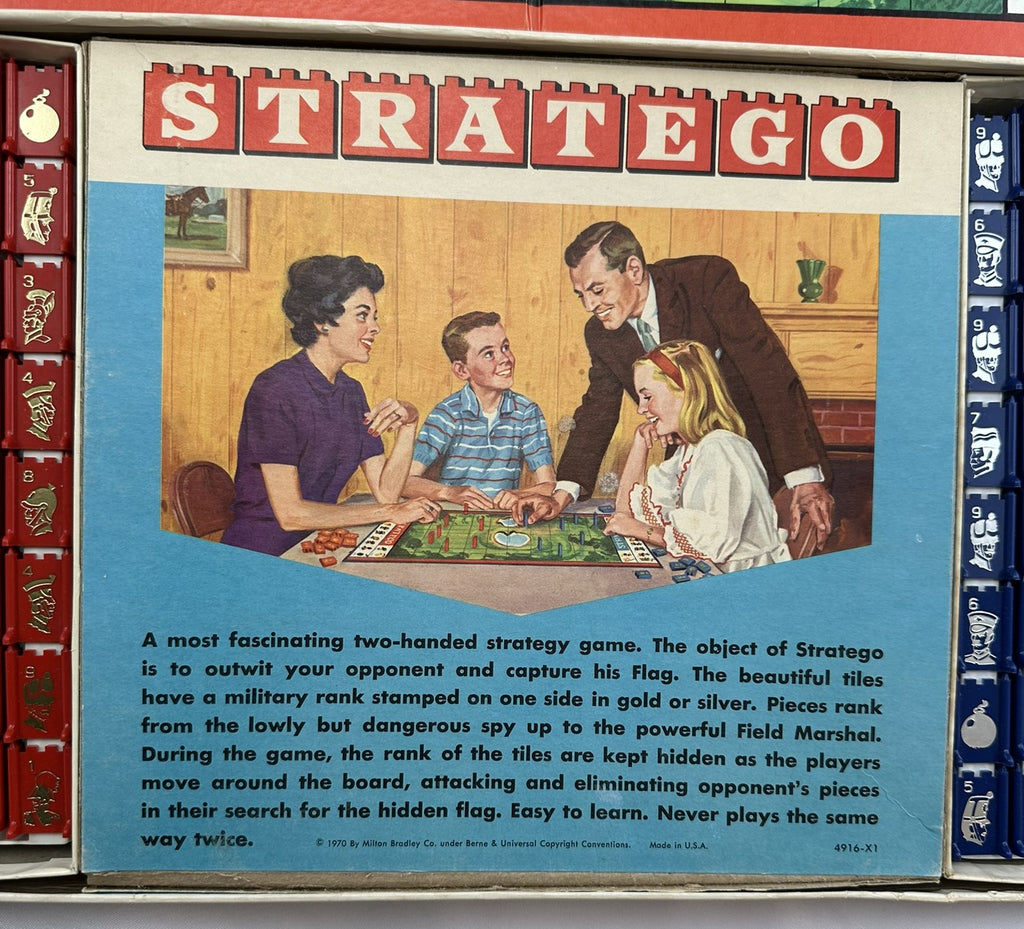 STRATEGO
A most fascinating two-handed strategy game. The object of Stratego
is to outwit your opponent and capture his Flag. The beautiful tiles
have a military rank stamped on one side in gold or silver. Pieces rank
from the lowly but dangerous spy up to the powerful Field Marshal.
During the game, the rank of the tiles are kept hidden as the players
move around the board, attacking and eliminating opponent's pieces
in their search for the hidden flag. Easy to learn. Never plays the same
way twice.
© 1970 By Milton Bradley Co. under Berne & Universal Copyright Conventions. Made in U.S.A. 4916-X1
5
3
4
8
4
9
1
9
6
9
7
9
6
5